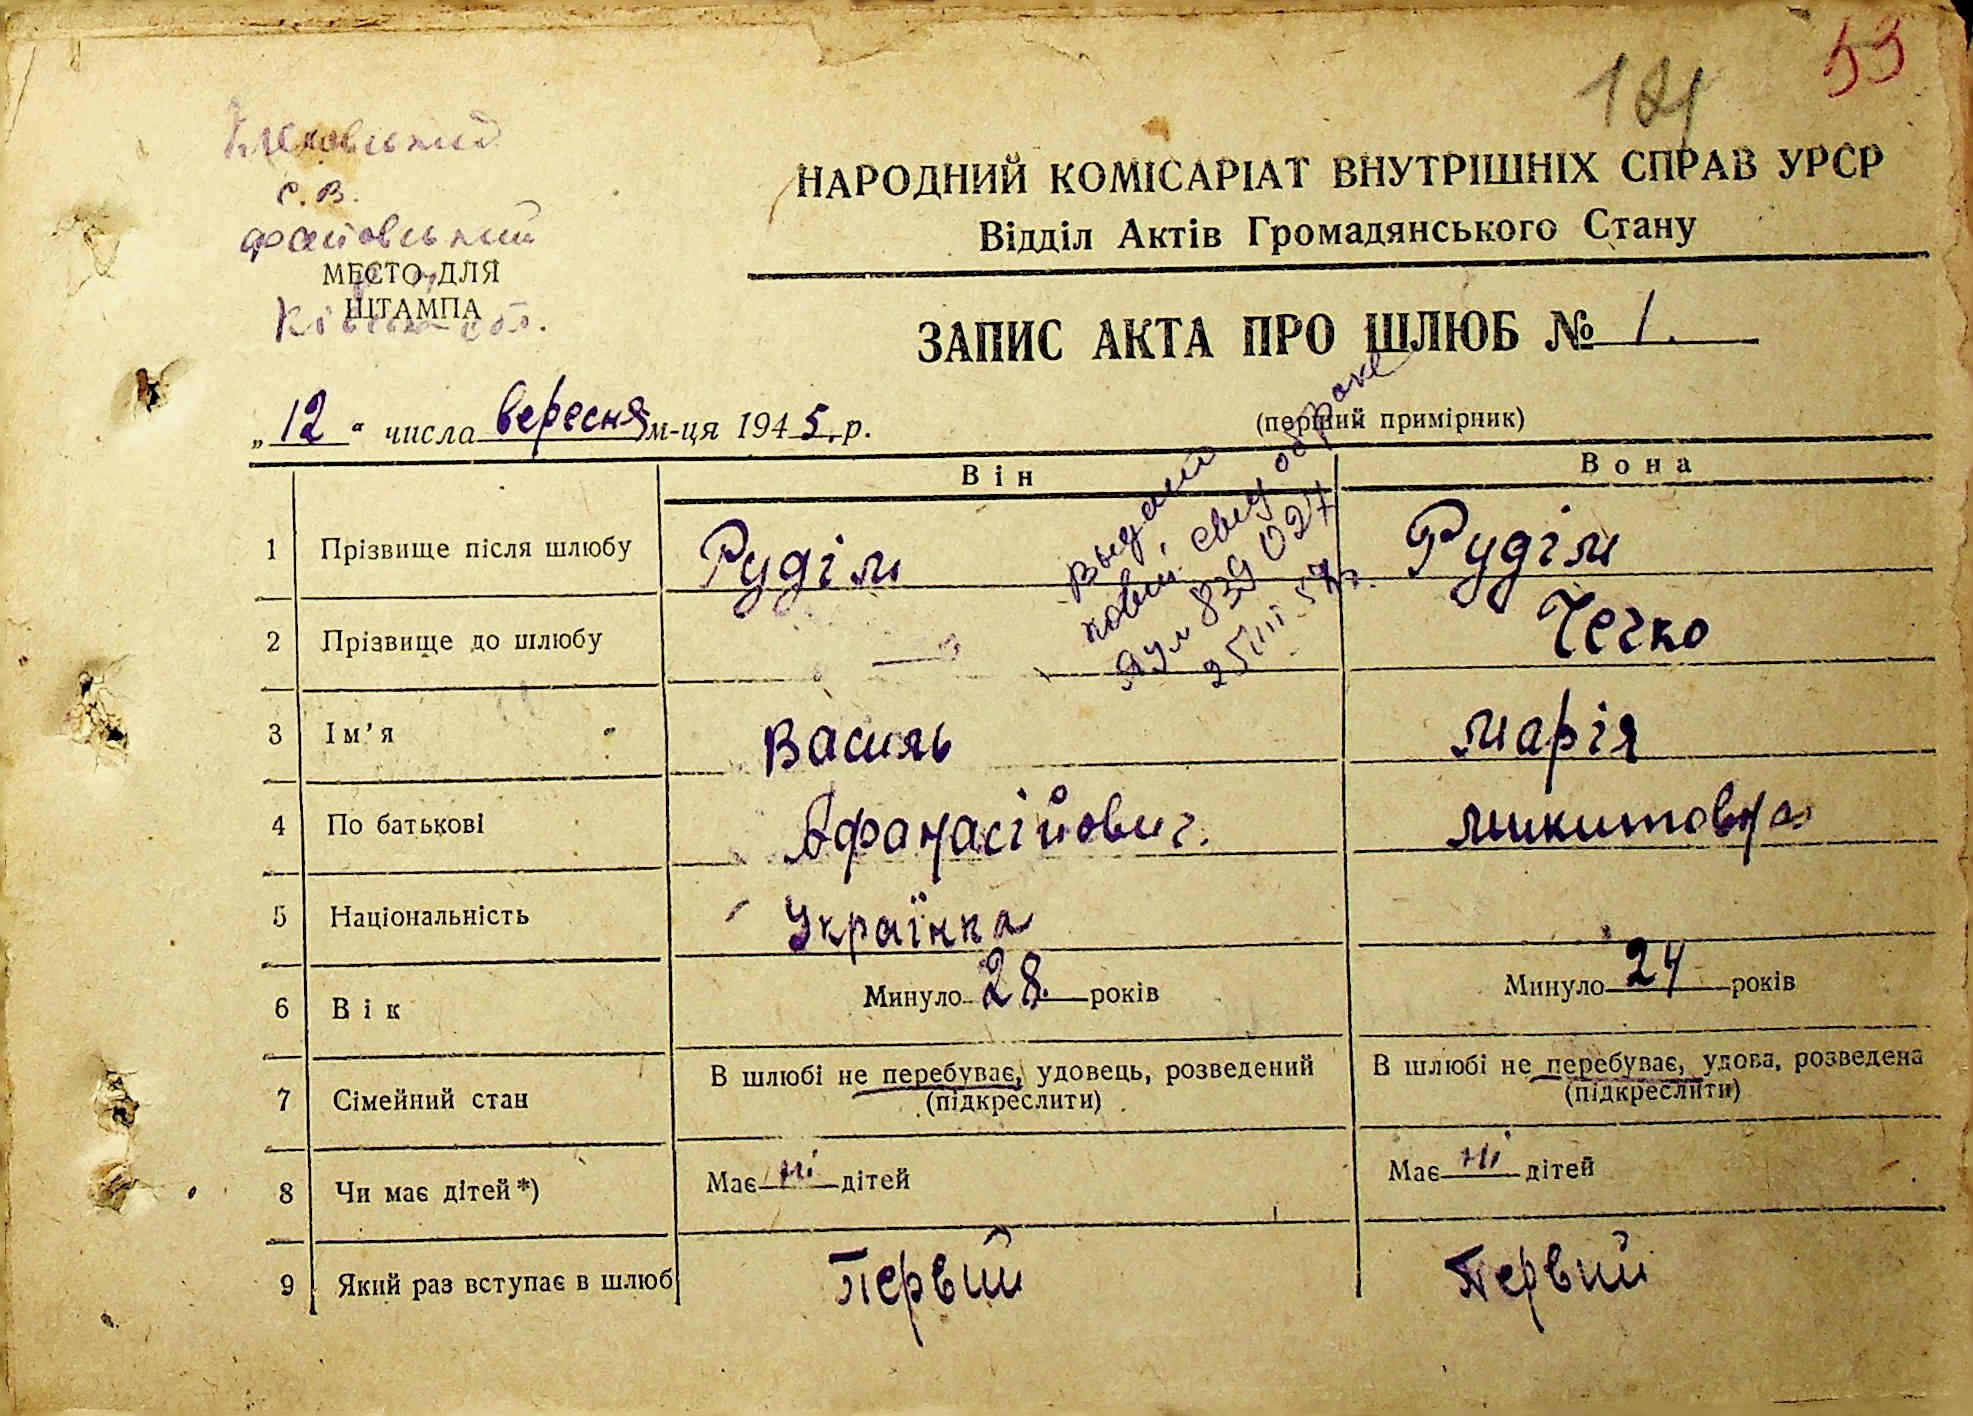 53
с.в.
МЕСТО ДЛЯ
ШТАМПА
НАРОДНИЙ КОМІСАРІАТ ВНУТРІШНІХ СПРАВ УРСР
Відділ Актів Громадянського Стану
ЗАПИС АКТА ПРО ШЛЮБ № 1.
(перший примірник)
„12“ числа вересня м-ця 1945.р.
Він Вона
1 Прізвище після шлюбу Руділ Руділ
2 Прізвище до шлюбу — Чечко
3 Ім’я Василь Марія
4 По батькові Афанасійович. Микитовна
5 Національність Українка
6 Вік Минуло 28. років Минуло 24 років
7 Сімейний стан В шлюбі не перебуває, удовець, розведений В шлюбі не перебуває, удова, розведена
(підкреслити) (підкреслити)
8 Чи має дітей*) Має ні дітей Має ні дітей
9 Який раз вступає в шлюб Первий Первий
839027